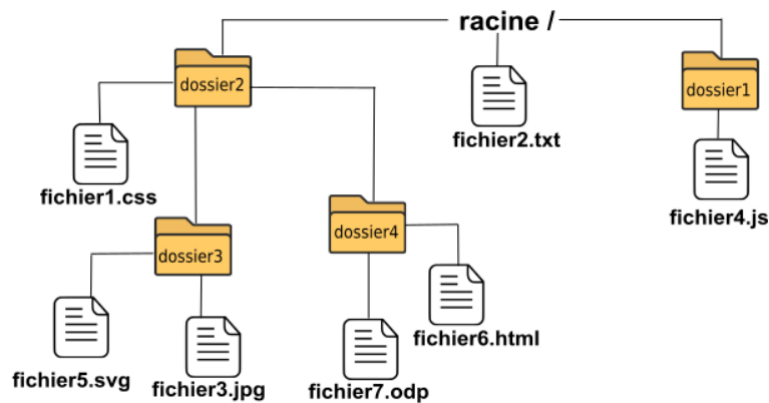 racine /
dossier2
dossier1
fichier2.txt
fichier1.css
fichier4.js
dossier4
dossier3
fichier6.html
fichier5.svg
fichier3.jpg
fichier7.odp